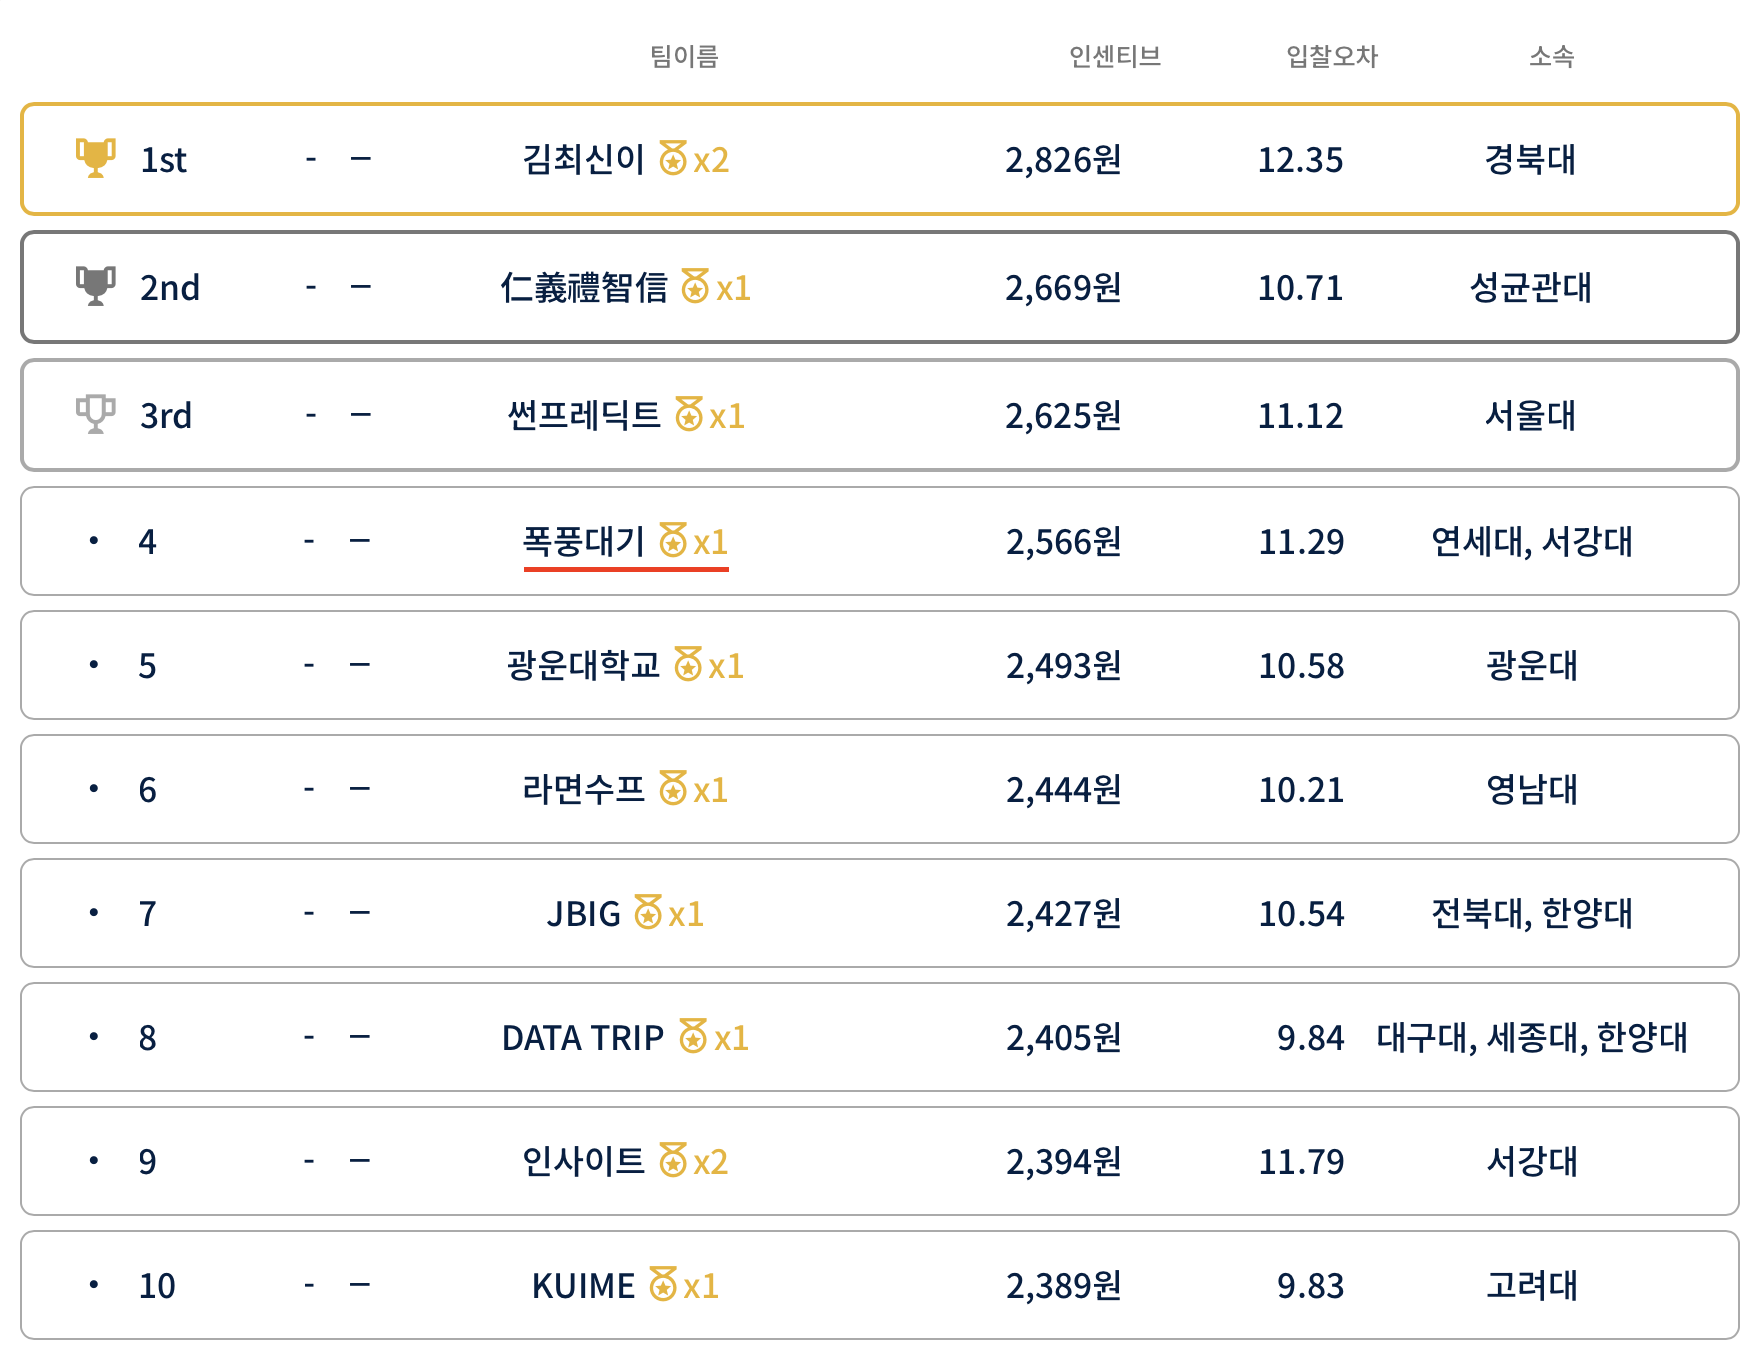 팀이름 인센티브 입찰오차 소속
1st - – 김최신이 x2 2,826원 12.35 경북대
2nd - – 仁義禮智信 x1 2,669원 10.71 성균관대
3rd - – 썬프레딕트 x1 2,625원 11.12 서울대
• 4 - – 폭풍대기 x1 2,566원 11.29 연세대, 서강대
• 5 - – 광운대학교 x1 2,493원 10.58 광운대
• 6 - – 라면수프 x1 2,444원 10.21 영남대
• 7 - – JBIG x1 2,427원 10.54 전북대, 한양대
• 8 - – DATA TRIP x1 2,405원 9.84 대구대, 세종대, 한양대
• 9 - – 인사이트 x2 2,394원 11.79 서강대
• 10 - – KUIME x1 2,389원 9.83 고려대